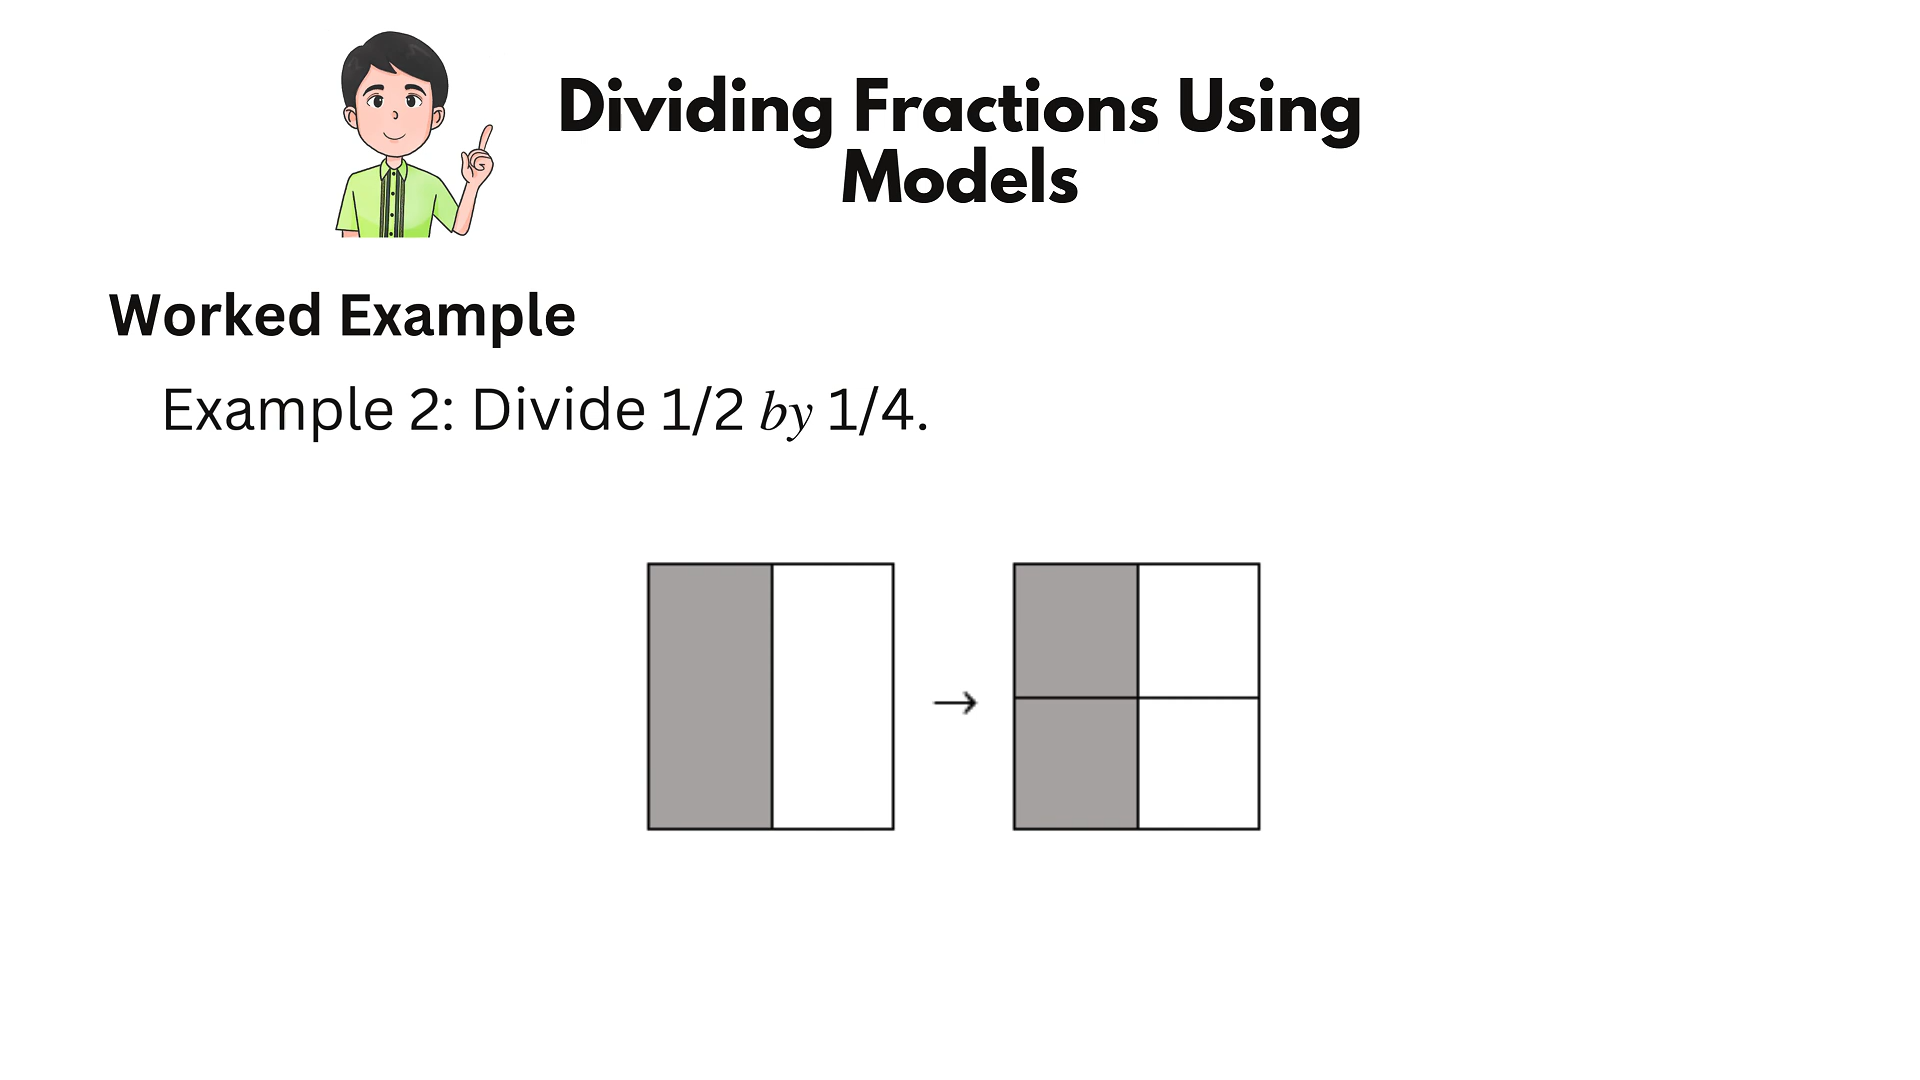 Dividing Fractions Using
Models
Worked Example
Example 2: Divide 1/2 by 1/4.
→